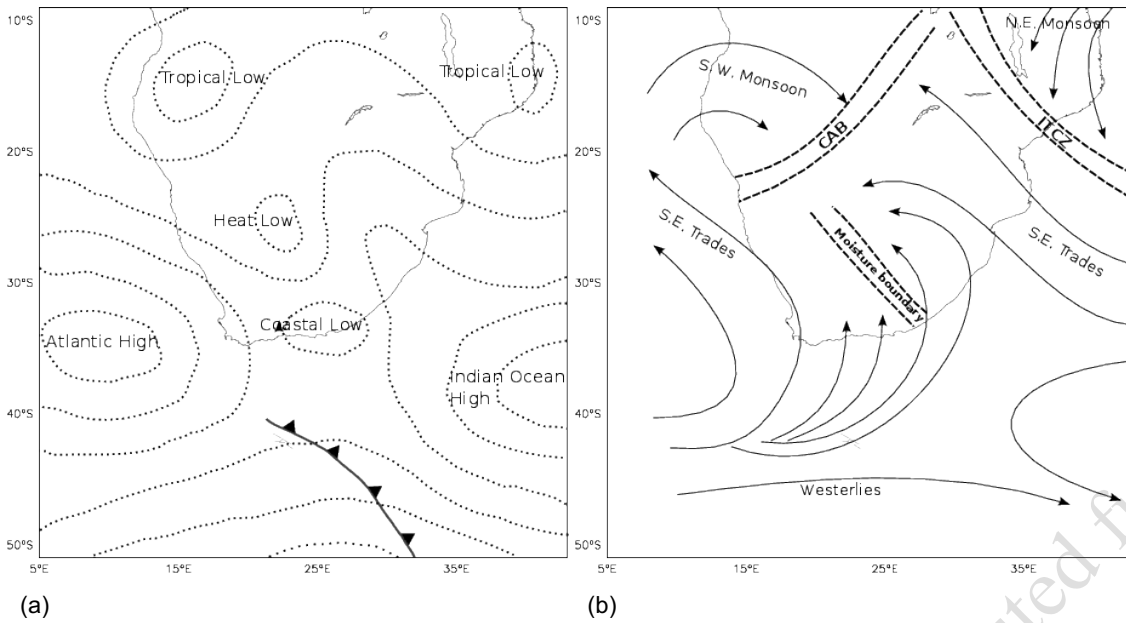 10°S
20°S
30°S
40°S
50°S
5°E
15°E
25°E
35°E
Tropical Low
Tropical Low
Heat Low
Coastal Low
Atlantic High
Indian Ocean
High
(a)
10°S
20°S
30°S
40°S
50°S
5°E
15°E
25°E
35°E
N.E. Monsoon
S. W. Monsoon
CAB
ITCZ
S.E. Trades
S.E. Trades
Moisture boundary
Westerlies
(b)